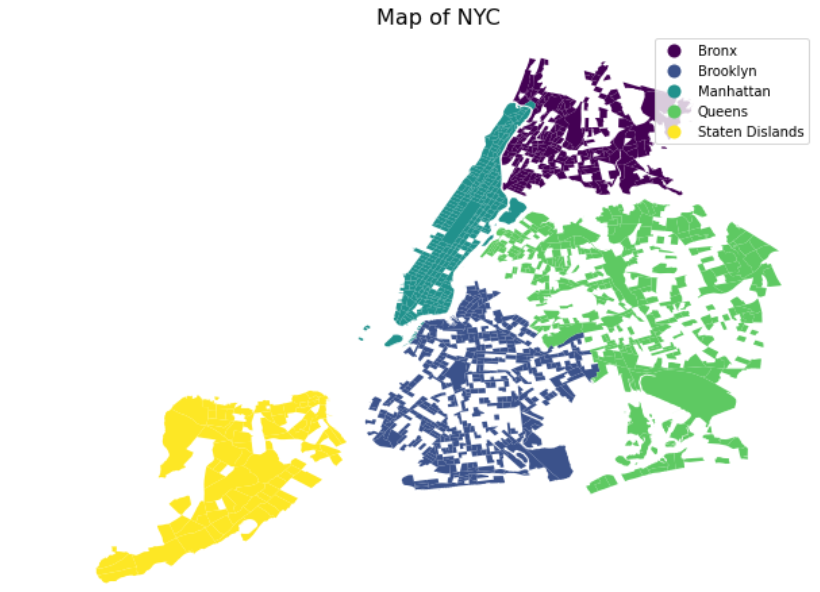 Map of NYC
Bronx
Brooklyn
Manhattan
Queens
Staten Dislands